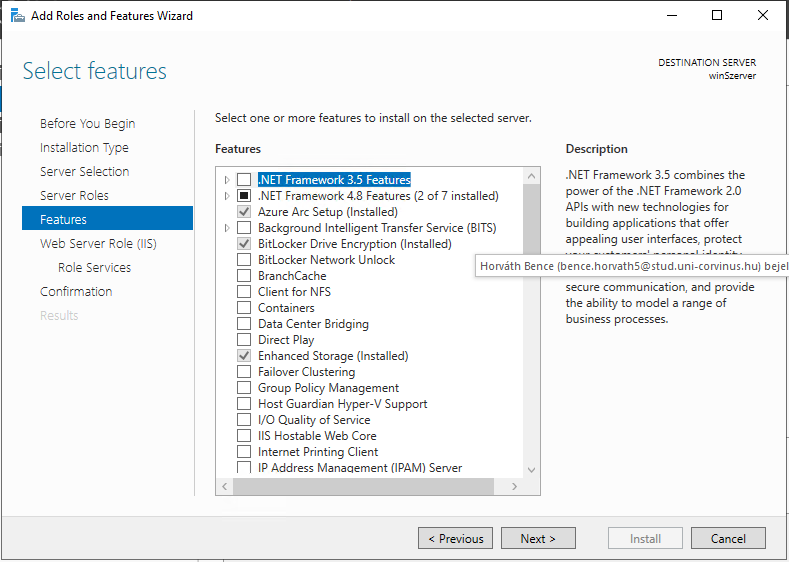 Add Roles and Features Wizard
Select features
DESTINATION SERVER
winSzerver
Before You Begin
Installation Type
Server Selection
Server Roles
Features
Web Server Role (IIS)
Role Services
Confirmation
Results
Select one or more features to install on the selected server.
Features
.NET Framework 3.5 Features
.NET Framework 4.8 Features (2 of 7 installed)
Azure Arc Setup (Installed)
Background Intelligent Transfer Service (BITS)
BitLocker Drive Encryption (Installed)
BitLocker Network Unlock
BranchCache
Client for NFS
Containers
Data Center Bridging
Direct Play
Enhanced Storage (Installed)
Failover Clustering
Group Policy Management
Host Guardian Hyper-V Support
I/O Quality of Service
IIS Hostable Web Core
Internet Printing Client
IP Address Management (IPAM) Server
Description
.NET Framework 3.5 combines the
power of the .NET Framework 2.0
APIs with new technologies for
building applications that offer
appealing user interfaces, protect
your customers' personal identity
Horváth Bence (bence.horvath5@stud.uni-corvinus.hu) bejel
secure communication, and provide
the ability to model a range of
business processes.
< Previous
Next >
Install
Cancel